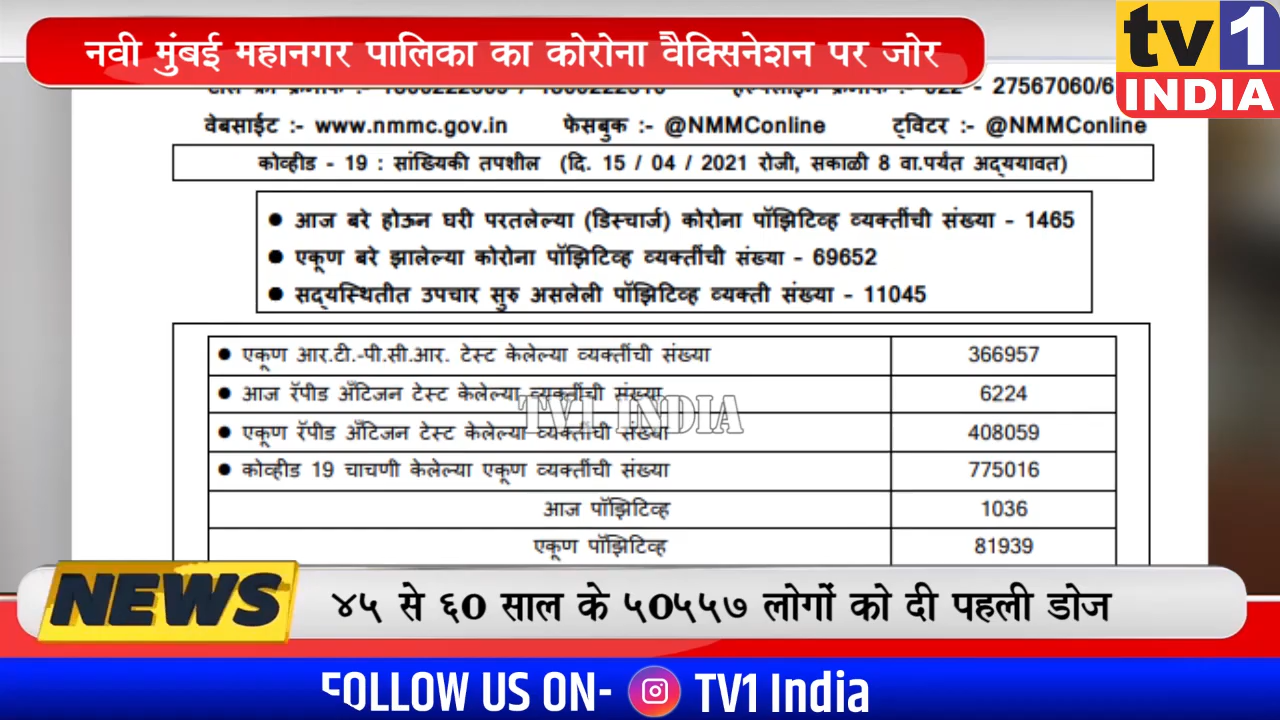 नवी मुंबई महानगर पालिका का कोरोना वैक्सिनेशन पर जोर
tv1
INDIA
- 27567060/6
वेबसाईट :- www.nmmc.gov.in फेसबुक :- @NMMConline ट्विटर :- @NMMConline
कोव्हीड - 19 : सांख्यिकी तपशील (दि. 15 / 04 / 2021 रोजी, सकाळी 8 वा.पर्यंत अद्ययावत)
● आज बरे होऊन घरी परतलेल्या (डिस्चार्ज) कोरोना पॉझिटिव्ह व्यक्तींची संख्या - 1465
● एकूण बरे झालेल्या कोरोना पॉझिटिव्ह व्यक्तींची संख्या - 69652
● सद्यस्थितीत उपचार सुरु असलेली पॉझिटिव्ह व्यक्ती संख्या - 11045
● एकूण आर.टी.-पी.सी.आर. टेस्ट केलेल्या व्यक्तींची संख्या 366957
● आज रॅपीड अँटिजन टेस्ट केलेल्या व्यक्तींची संख्या 6224
TV1 INDIA
● एकूण रॅपीड अँटिजन टेस्ट केलेल्या व्यक्तींची संख्या 408059
● कोव्हीड 19 चाचणी केलेल्या एकूण व्यक्तींची संख्या 775016
आज पॉझिटिव्ह 1036
एकूण पॉझिटिव्ह 81939
NEWS
४५ से ६0 साल के ५0५५७ लोगों को दी पहली डोज
FOLLOW US ON- TV1 India